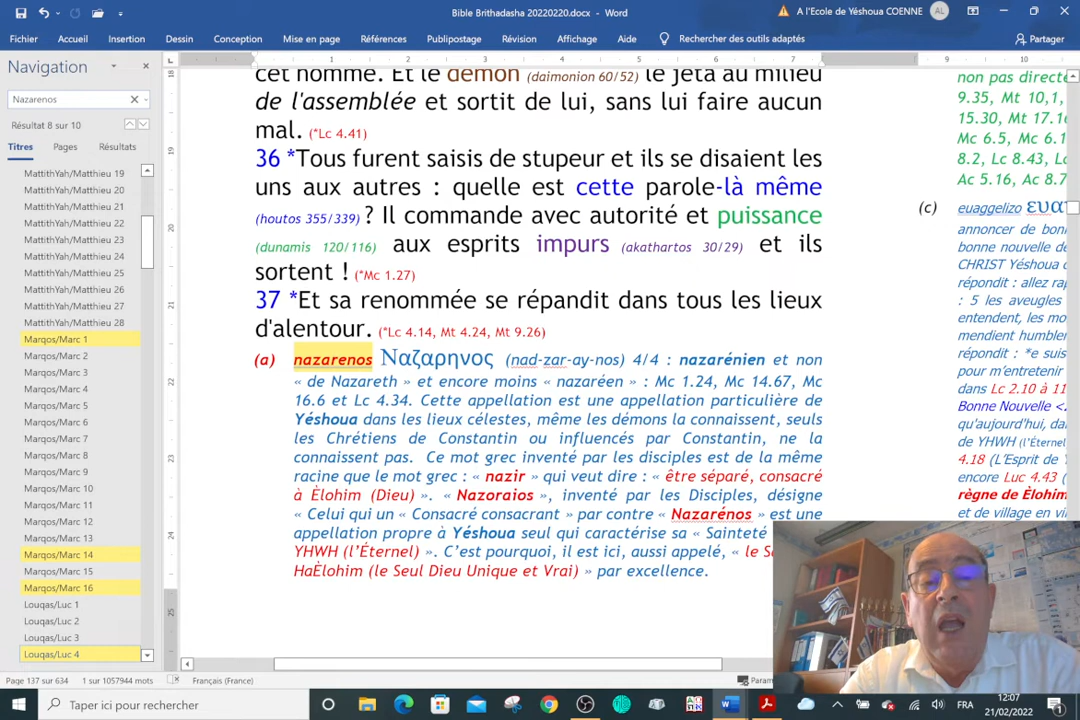 Bible Brithadasha 20220220.docx - Word
A l'Ecole de Yéshoua COENNE
AL
Fichier Accueil Insertion Dessin Conception Mise en page Références Publipostage Révision Affichage Aide Rechercher des outils adaptés Partager
Navigation
Nazarenos
Résultat 8 sur 10
Titres Pages Résultats
MattithYah/Matthieu 19
MattithYah/Matthieu 20
MattithYah/Matthieu 21
MattithYah/Matthieu 22
MattithYah/Matthieu 23
MattithYah/Matthieu 24
MattithYah/Matthieu 25
MattithYah/Matthieu 26
MattithYah/Matthieu 27
MattithYah/Matthieu 28
Marqos/Marc 1
Marqos/Marc 2
Marqos/Marc 3
Marqos/Marc 4
Marqos/Marc 5
Marqos/Marc 6
Marqos/Marc 7
Marqos/Marc 8
Marqos/Marc 9
Marqos/Marc 10
Marqos/Marc 11
Marqos/Marc 12
Marqos/Marc 13
Marqos/Marc 14
Marqos/Marc 15
Marqos/Marc 16
Louqas/Luc 1
Louqas/Luc 2
Louqas/Luc 3
Louqas/Luc 4
cet homme. Et le démon (daimonion 60/52) le jeta au milieu
de l'assemblée et sortit de lui, sans lui faire aucun
mal. (*Lc 4.41)
36 *Tous furent saisis de stupeur et ils se disaient les
uns aux autres : quelle est cette parole-là même
(houtos 355/339) ? Il commande avec autorité et puissance
(dunamis 120/116) aux esprits impurs (akathartos 30/29) et ils
sortent ! (*Mc 1.27)
37 *Et sa renommée se répandit dans tous les lieux
d'alentour. (*Lc 4.14, Mt 4.24, Mt 9.26)
(a) nazarenos Ναζαρηνος (nad-zar-ay-nos) 4/4 : nazarénien et non
« de Nazareth » et encore moins « nazaréen » : Mc 1.24, Mc 14.67, Mc
16.6 et Lc 4.34. Cette appellation est une appellation particulière de
Yéshoua dans les lieux célestes, même les démons la connaissent, seuls
les Chrétiens de Constantin ou influencés par Constantin, ne la
connaissent pas. Ce mot grec inventé par les disciples est de la même
racine que le mot grec : « nazir » qui veut dire : « être séparé, consacré
à Èlohim (Dieu) ». « Nazoraios », inventé par les Disciples, désigne
« Celui qui un « Consacré consacrant » par contre « Nazarénos » est une
appellation propre à Yéshoua seul qui caractérise sa « Sainteté
YHWH (l'Éternel) ». C'est pourquoi, il est ici, aussi appelé, « le
HaÈlohim (le Seul Dieu Unique et Vrai) » par excellence.
non pas directe
9.35, Mt 10,1,
15.30, Mt 17.1
Mc 6.5, Mc 6.1
8.2, Lc 8.43, L
Ac 5.16, Ac 8.7
(c) euaggelizo ευα
annoncer de bon
bonne nouvelle de
CHRIST Yéshoua
répondit : allez ra
: 5 les aveugles
entendent, les mo
mendient humble
répondit : *e suis
pour m'entretenir
dans Lc 2.10 à 11
Bonne Nouvelle <
qu'aujourd'hui, da
de YHWH (l'Éternel
4.18 (L'Esprit de
encore Luc 4.43
règne de Èlohim
et de village en vi
Page 137 sur 634 1 sur 1057944 mots Français (France) Param
Taper ici pour rechercher
FRA
12:07
21/02/2022